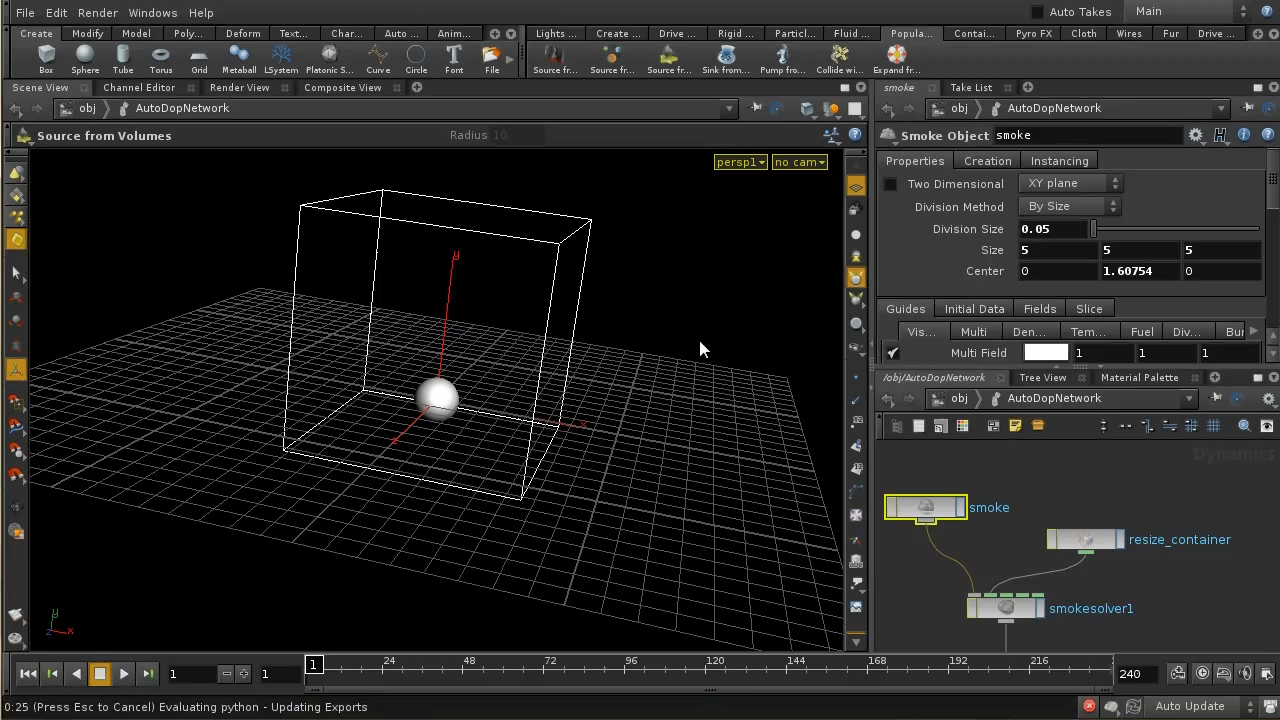 File Edit Render Windows Help Auto Takes Main
Create Modify Model Poly... Deform Text... Char... Auto ... Anim... Lights ... Create ... Drive ... Rigid ... Particl... Fluid ... Popula... Contai... Pyro FX Cloth Wires Fur Drive ...
Box Sphere Tube Torus Grid Metaball LSystem Platonic S... Curve Circle Font File Source fr... Source fr... Source fr... Sink from... Pump fro... Collide wi... Expand fr...
Scene View Channel Editor Render View Composite View smoke Take List
obj AutoDopNetwork obj AutoDopNetwork
Source from Volumes Radius 10 Smoke Object smoke
persp1 no cam Properties Creation Instancing
Two Dimensional XY plane
Division Method By Size
Division Size 0.05
Size 5 5 5
Center 0 1.60754 0
Guides Initial Data Fields Slice
Vis... Multi Den... Tem... Fuel Div... Bur
Multi Field 1 1 1
/obj/AutoDopNetwork Tree View Material Palette
obj AutoDopNetwork
Dynamics
smoke
resize_container
smokesolver1
y
x
z
y
z x
1 1 1 24 48 72 96 120 144 168 192 216 240
0:25 (Press Esc to Cancel) Evaluating python - Updating Exports Auto Update